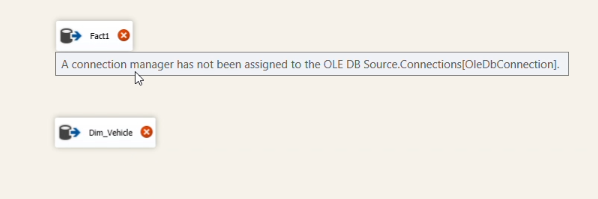 Fact1
A connection manager has not been assigned to the OLE DB Source.Connections[OleDbConnection].
Dim_Vehicle